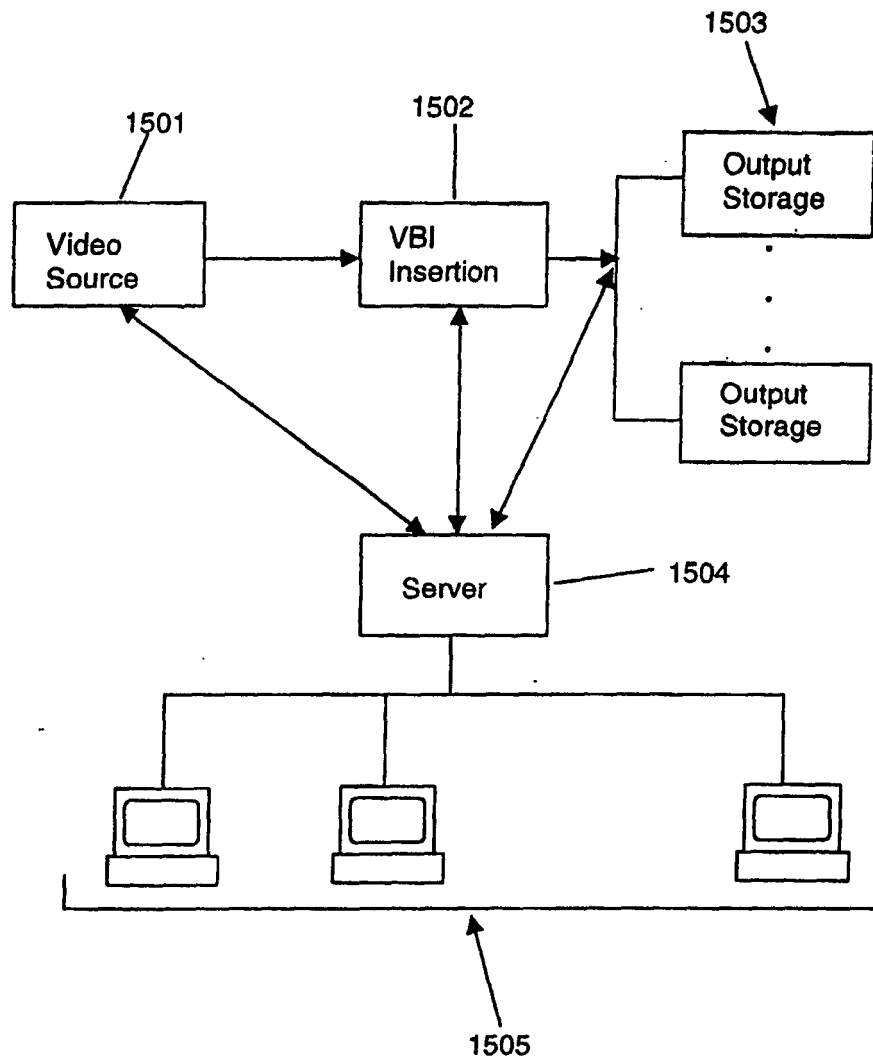 1503
1502
1501
Output
Storage
VBI
Insertion
Video
Source
Output
Storage
Server
1504
1505